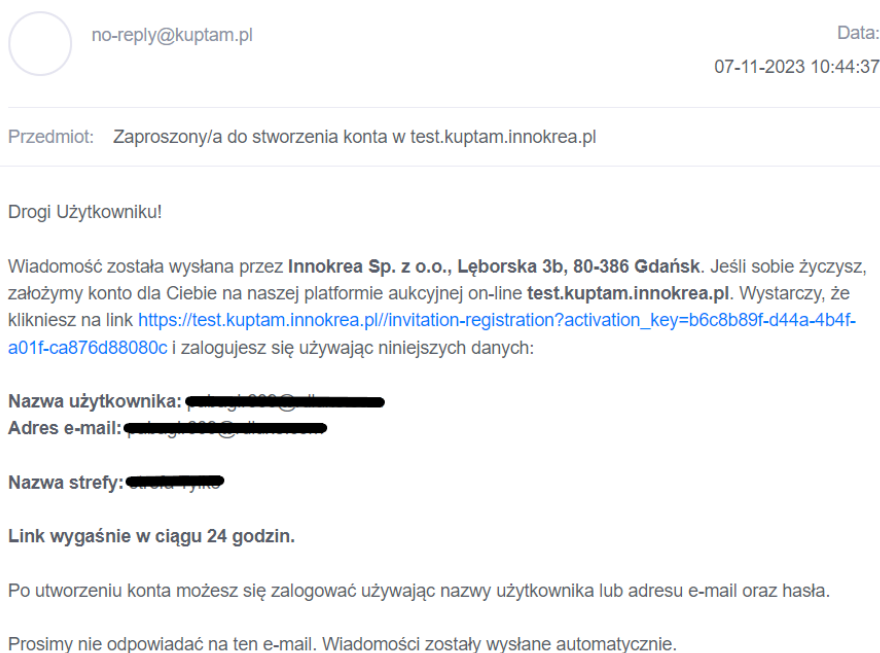 no-reply@kuptam.pl
Data:
07-11-2023 10:44:37
Przedmiot: Zaproszony/a do stworzenia konta w test.kuptam.innokrea.pl
Drogi Użytkowniku!
Wiadomość została wysłana przez Innokrea Sp. z o.o., Lęborska 3b, 80-386 Gdańsk. Jeśli sobie życzysz,
założymy konto dla Ciebie na naszej platformie aukcyjnej on-line test.kuptam.innokrea.pl. Wystarczy, że
klikniesz na link https://test.kuptam.innokrea.pl//invitation-registration?activation_key=b6c8b89f-d44a-4b4f-
a01f-ca876d88080c i zalogujesz się używając niniejszych danych:
Nazwa użytkownika:
Adres e-mail:
Nazwa strefy:
Link wygaśnie w ciągu 24 godzin.
Po utworzeniu konta możesz się zalogować używając nazwy użytkownika lub adresu e-mail oraz hasła.
Prosimy nie odpowiadać na ten e-mail. Wiadomości zostały wysłane automatycznie.